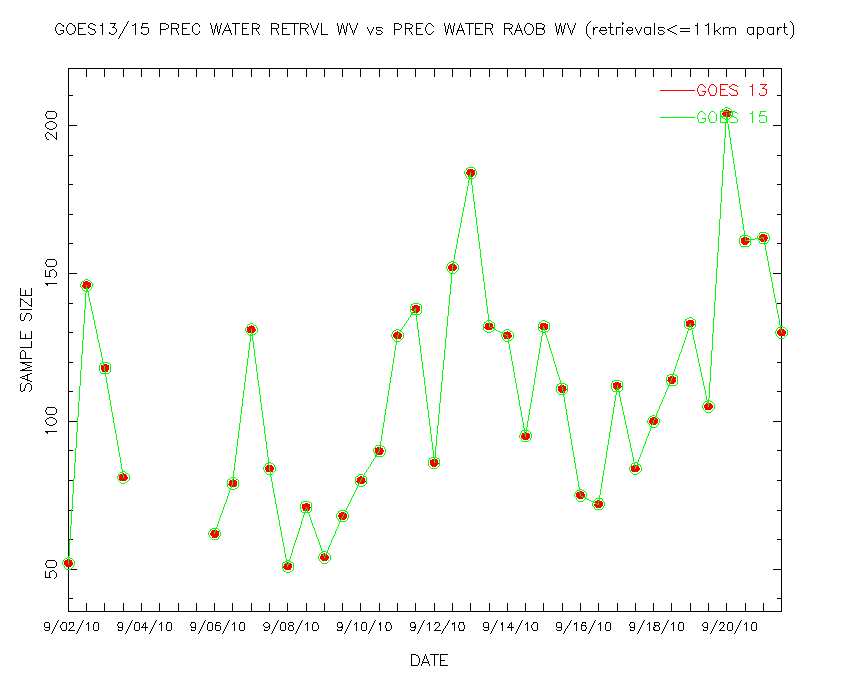 GOES13/15 PREC WATER RETRVL WV vs PREC WATER RAOB WV (retrievals<=11km apart)
GOES 13
GOES 15
200
150
100
50
SAMPLE SIZE
9/02/10 9/04/10 9/06/10 9/08/10 9/10/10 9/12/10 9/14/10 9/16/10 9/18/10 9/20/10
DATE